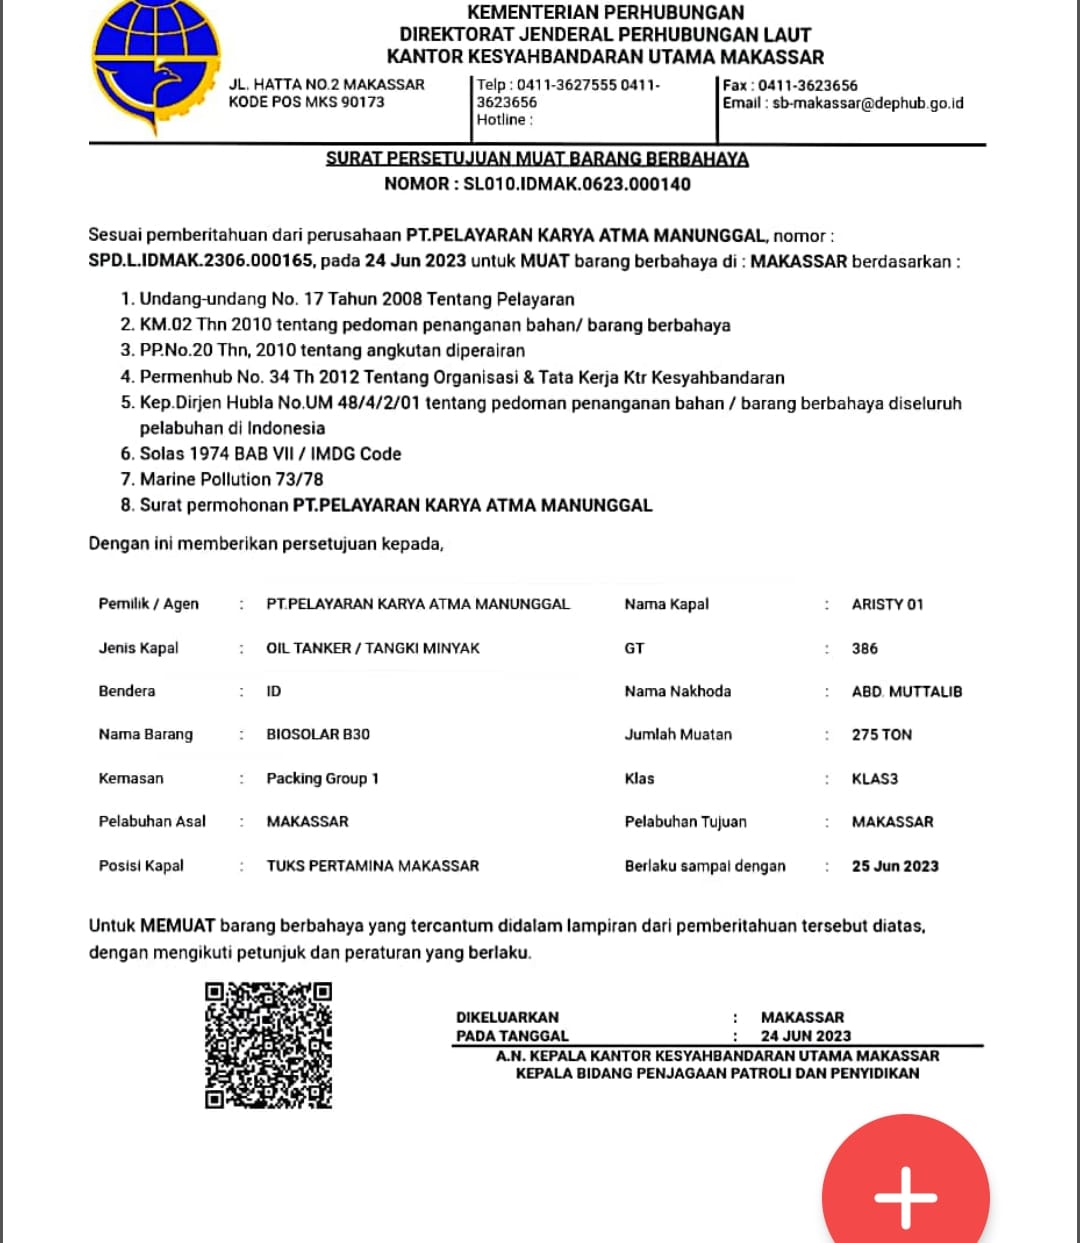 KEMENTERIAN PERHUBUNGAN
DIREKTORAT JENDERAL PERHUBUNGAN LAUT
KANTOR KESYAHBANDARAN UTAMA MAKASSAR
JL. HATTA NO.2 MAKASSAR
KODE POS MKS 90173
Telp : 0411-3627555 0411-
3623656
Hotline :
Fax : 0411-3623656
Email : sb-makassar@dephub.go.id
SURAT PERSETUJUAN MUAT BARANG BERBAHAYA
NOMOR : SL010.IDMAK.0623.000140
Sesuai pemberitahuan dari perusahaan PT.PELAYARAN KARYA ATMA MANUNGGAL, nomor :
SPD.L.IDMAK.2306.000165, pada 24 Jun 2023 untuk MUAT barang berbahaya di : MAKASSAR berdasarkan :
1. Undang-undang No. 17 Tahun 2008 Tentang Pelayaran
2. KM.02 Thn 2010 tentang pedoman penanganan bahan/ barang berbahaya
3. PP.No.20 Thn, 2010 tentang angkutan diperairan
4. Permenhub No. 34 Th 2012 Tentang Organisasi & Tata Kerja Ktr Kesyahbandaran
5. Kep.Dirjen Hubla No.UM 48/4/2/01 tentang pedoman penanganan bahan / barang berbahaya diseluruh
pelabuhan di Indonesia
6. Solas 1974 BAB VII / IMDG Code
7. Marine Pollution 73/78
8. Surat permohonan PT.PELAYARAN KARYA ATMA MANUNGGAL
Dengan ini memberikan persetujuan kepada,
Pemilik / Agen : PT.PELAYARAN KARYA ATMA MANUNGGAL Nama Kapal : ARISTY 01
Jenis Kapal : OIL TANKER / TANGKI MINYAK GT : 386
Bendera : ID Nama Nakhoda : ABD. MUTTALIB
Nama Barang : BIOSOLAR B30 Jumlah Muatan : 275 TON
Kemasan : Packing Group 1 Klas : KLAS3
Pelabuhan Asal : MAKASSAR Pelabuhan Tujuan : MAKASSAR
Posisi Kapal : TUKS PERTAMINA MAKASSAR Berlaku sampai dengan : 25 Jun 2023
Untuk MEMUAT barang berbahaya yang tercantum didalam lampiran dari pemberitahuan tersebut diatas,
dengan mengikuti petunjuk dan peraturan yang berlaku.
DIKELUARKAN : MAKASSAR
PADA TANGGAL : 24 JUN 2023
A.N. KEPALA KANTOR KESYAHBANDARAN UTAMA MAKASSAR
KEPALA BIDANG PENJAGAAN PATROLI DAN PENYIDIKAN